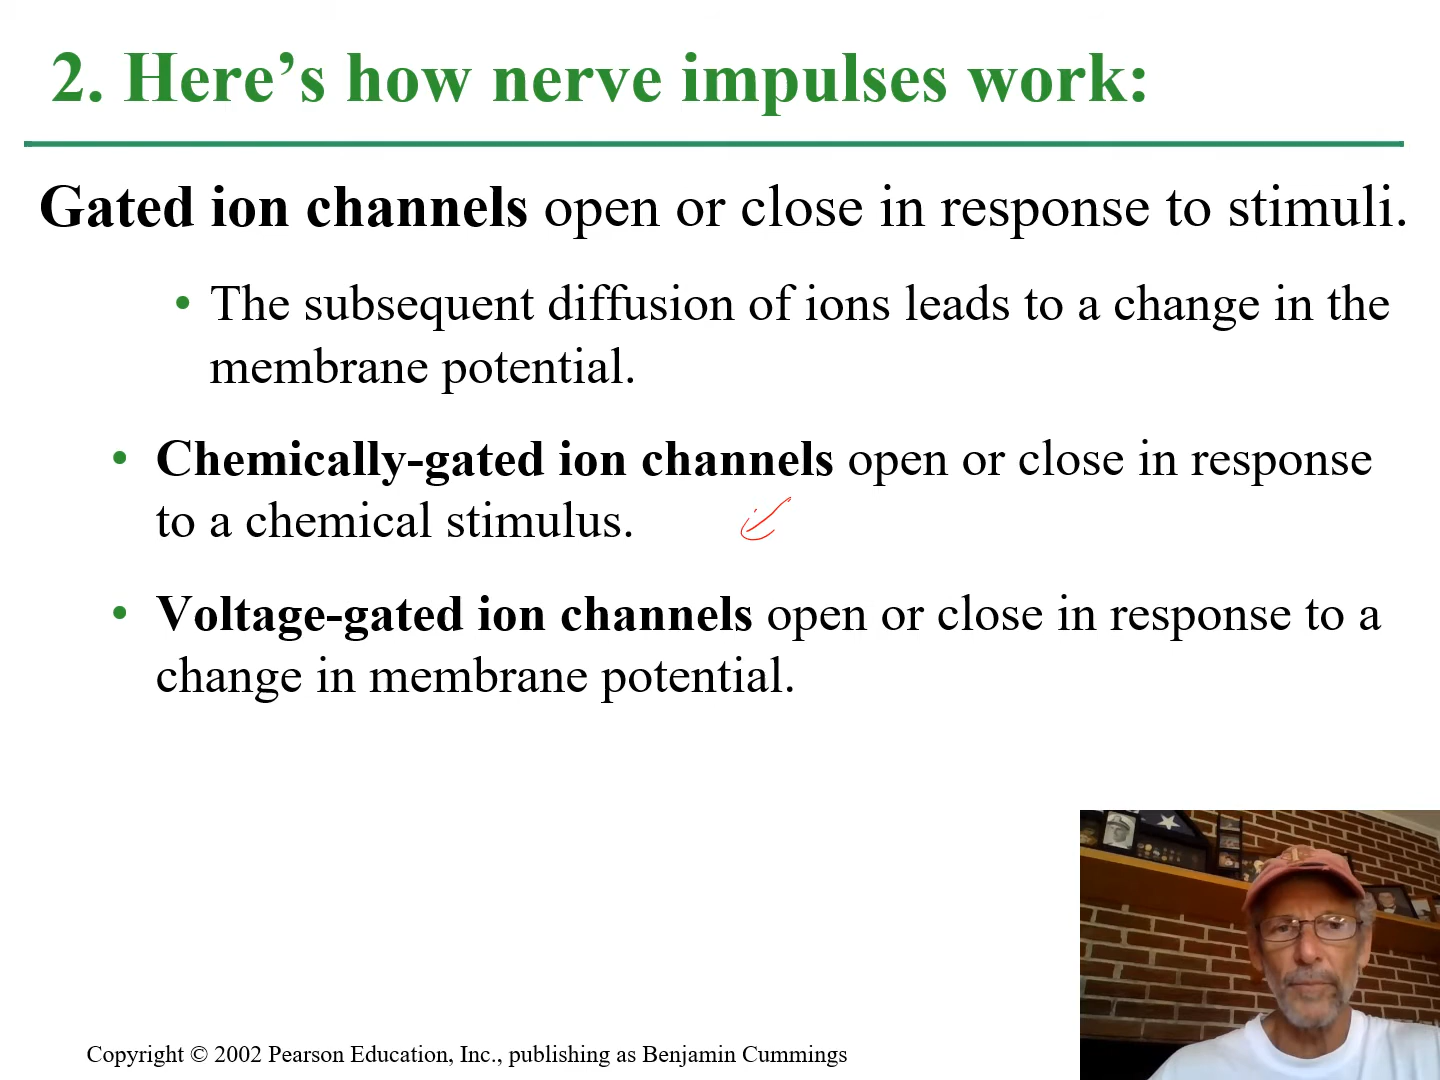 2. Here’s how nerve impulses work:
Gated ion channels open or close in response to stimuli.
• The subsequent diffusion of ions leads to a change in the
membrane potential.
• Chemically-gated ion channels open or close in response
to a chemical stimulus.
• Voltage-gated ion channels open or close in response to a
change in membrane potential.
Copyright © 2002 Pearson Education, Inc., publishing as Benjamin Cummings